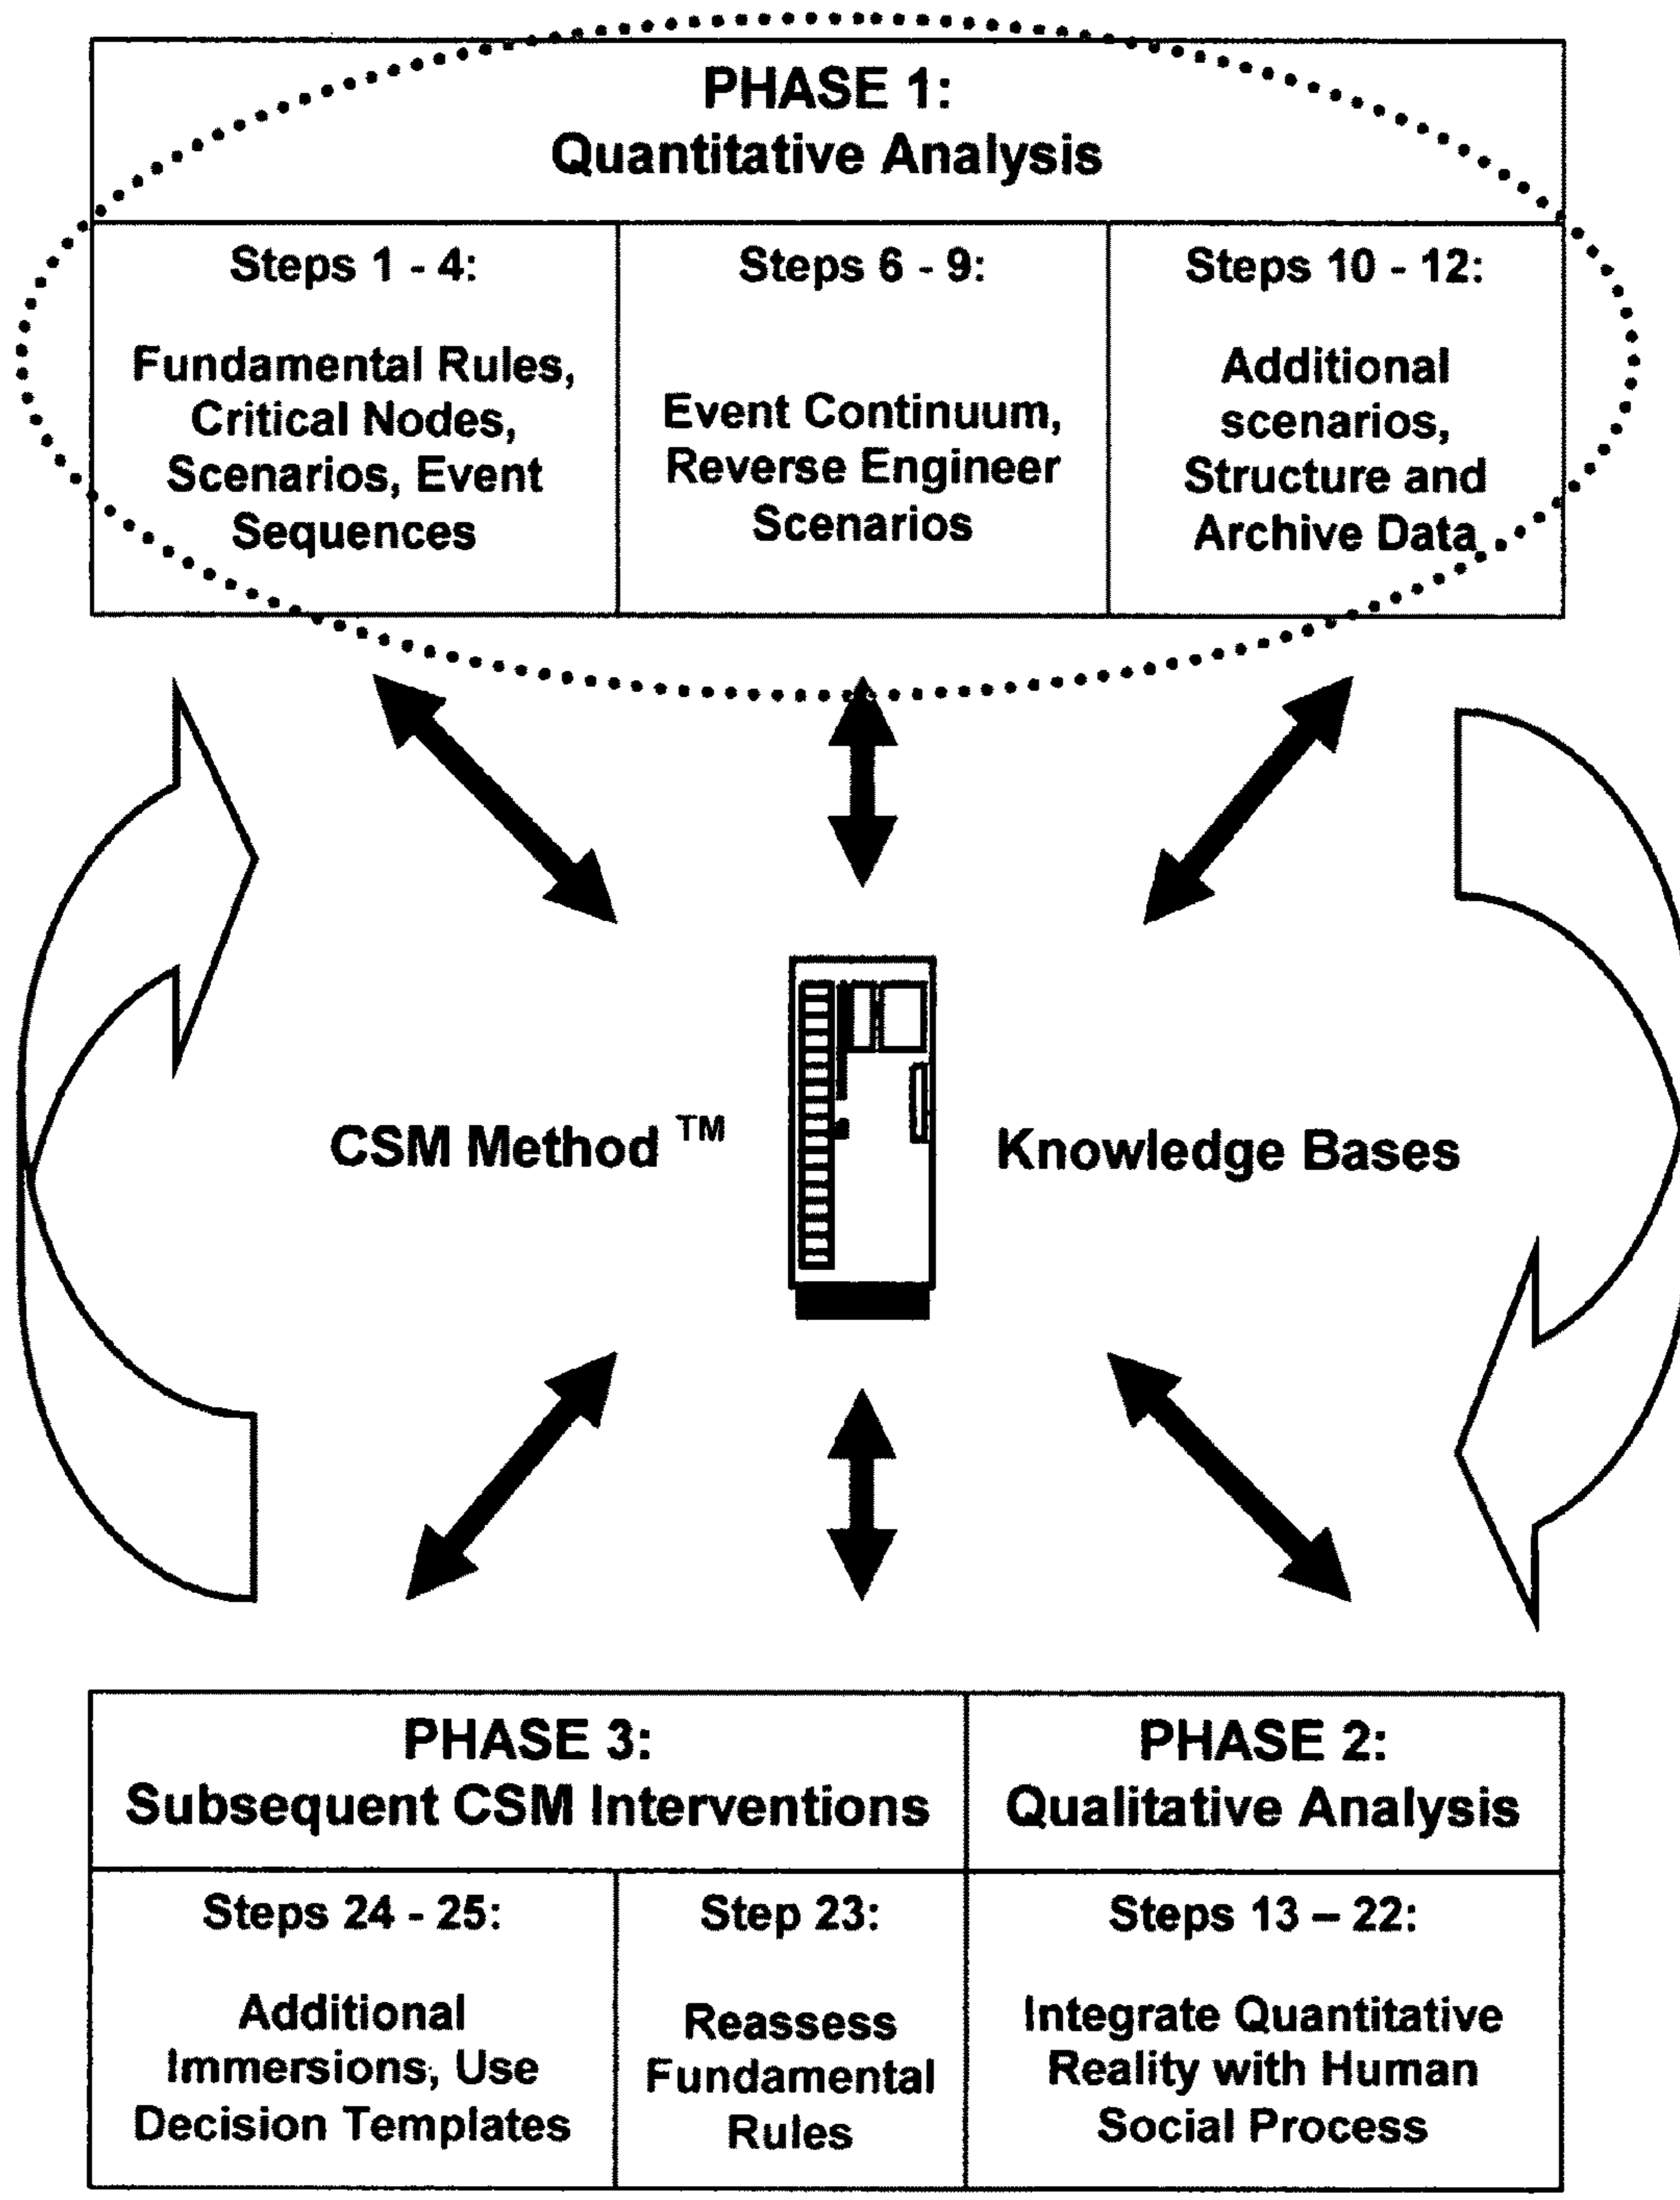 PHASE 1:
Quantitative Analysis
Steps 1 - 4:
Fundamental Rules,
Critical Nodes,
Scenarios, Event
Sequences
Steps 6 - 9:
Event Continuum,
Reverse Engineer
Scenarios
Steps 10 - 12:
Additional
scenarios,
Structure and
Archive Data
CSM Method TM
Knowledge Bases
PHASE 3:
Subsequent CSM Interventions
Steps 24 - 25:
Additional
Immersions, Use
Decision Templates
Step 23:
Reassess
Fundamental
Rules
PHASE 2:
Qualitative Analysis
Steps 13 – 22:
Integrate Quantitative
Reality with Human
Social Process